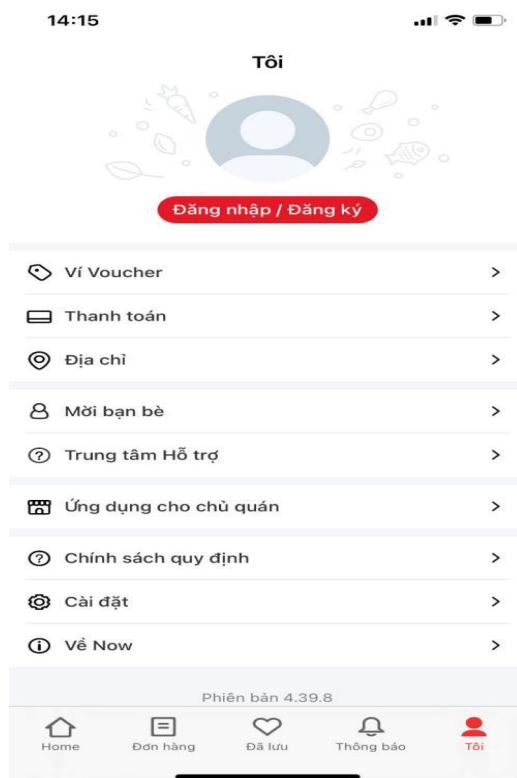 14:15
Tôi
Đăng nhập / Đăng ký
Ví Voucher
Thanh toán
Địa chỉ
Mời bạn bè
Trung tâm Hỗ trợ
Ứng dụng cho chủ quán
Chính sách quy định
Cài đặt
Về Now
Phiên bản 4.39.8
Home Đơn hàng Đã lưu Thông báo Tôi